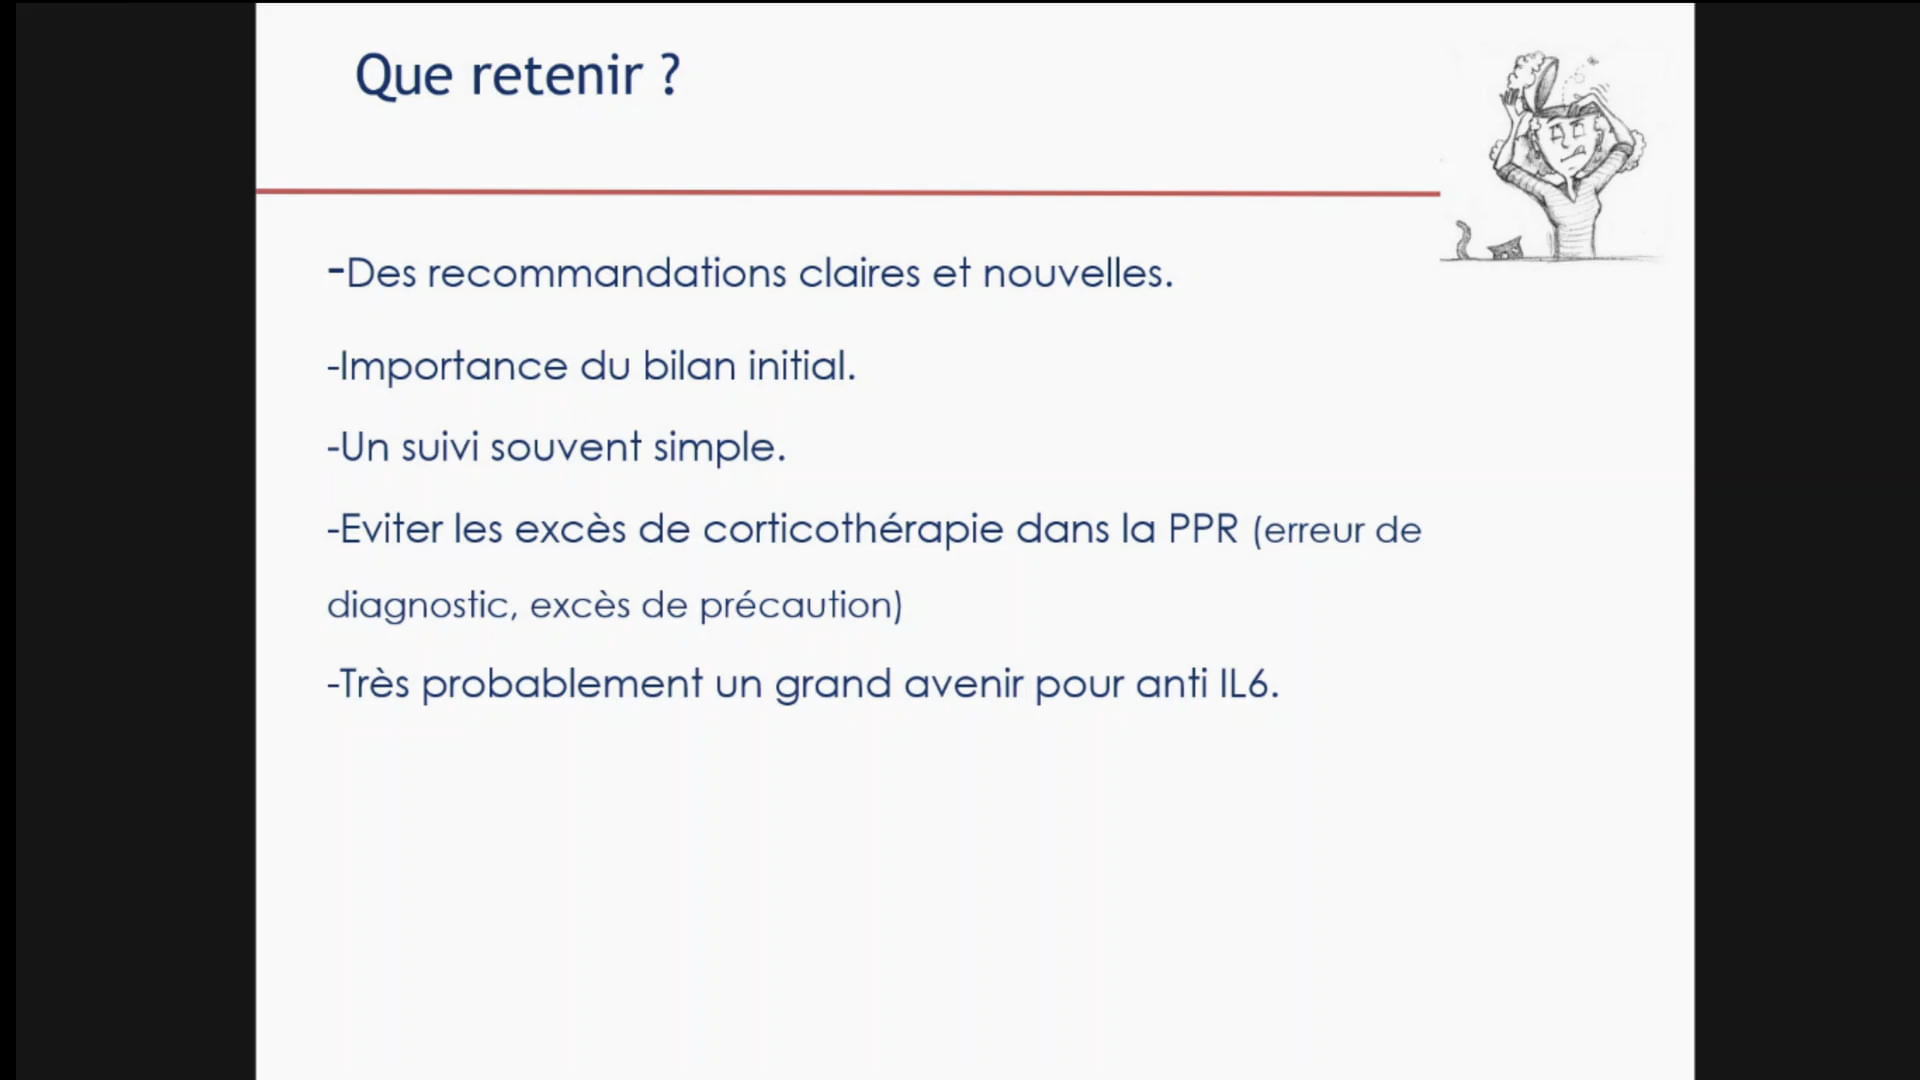 Que retenir ?
-Des recommandations claires et nouvelles.
-Importance du bilan initial.
-Un suivi souvent simple.
-Eviter les excès de corticothérapie dans la PPR (erreur de
diagnostic, excès de précaution)
-Très probablement un grand avenir pour anti IL6.